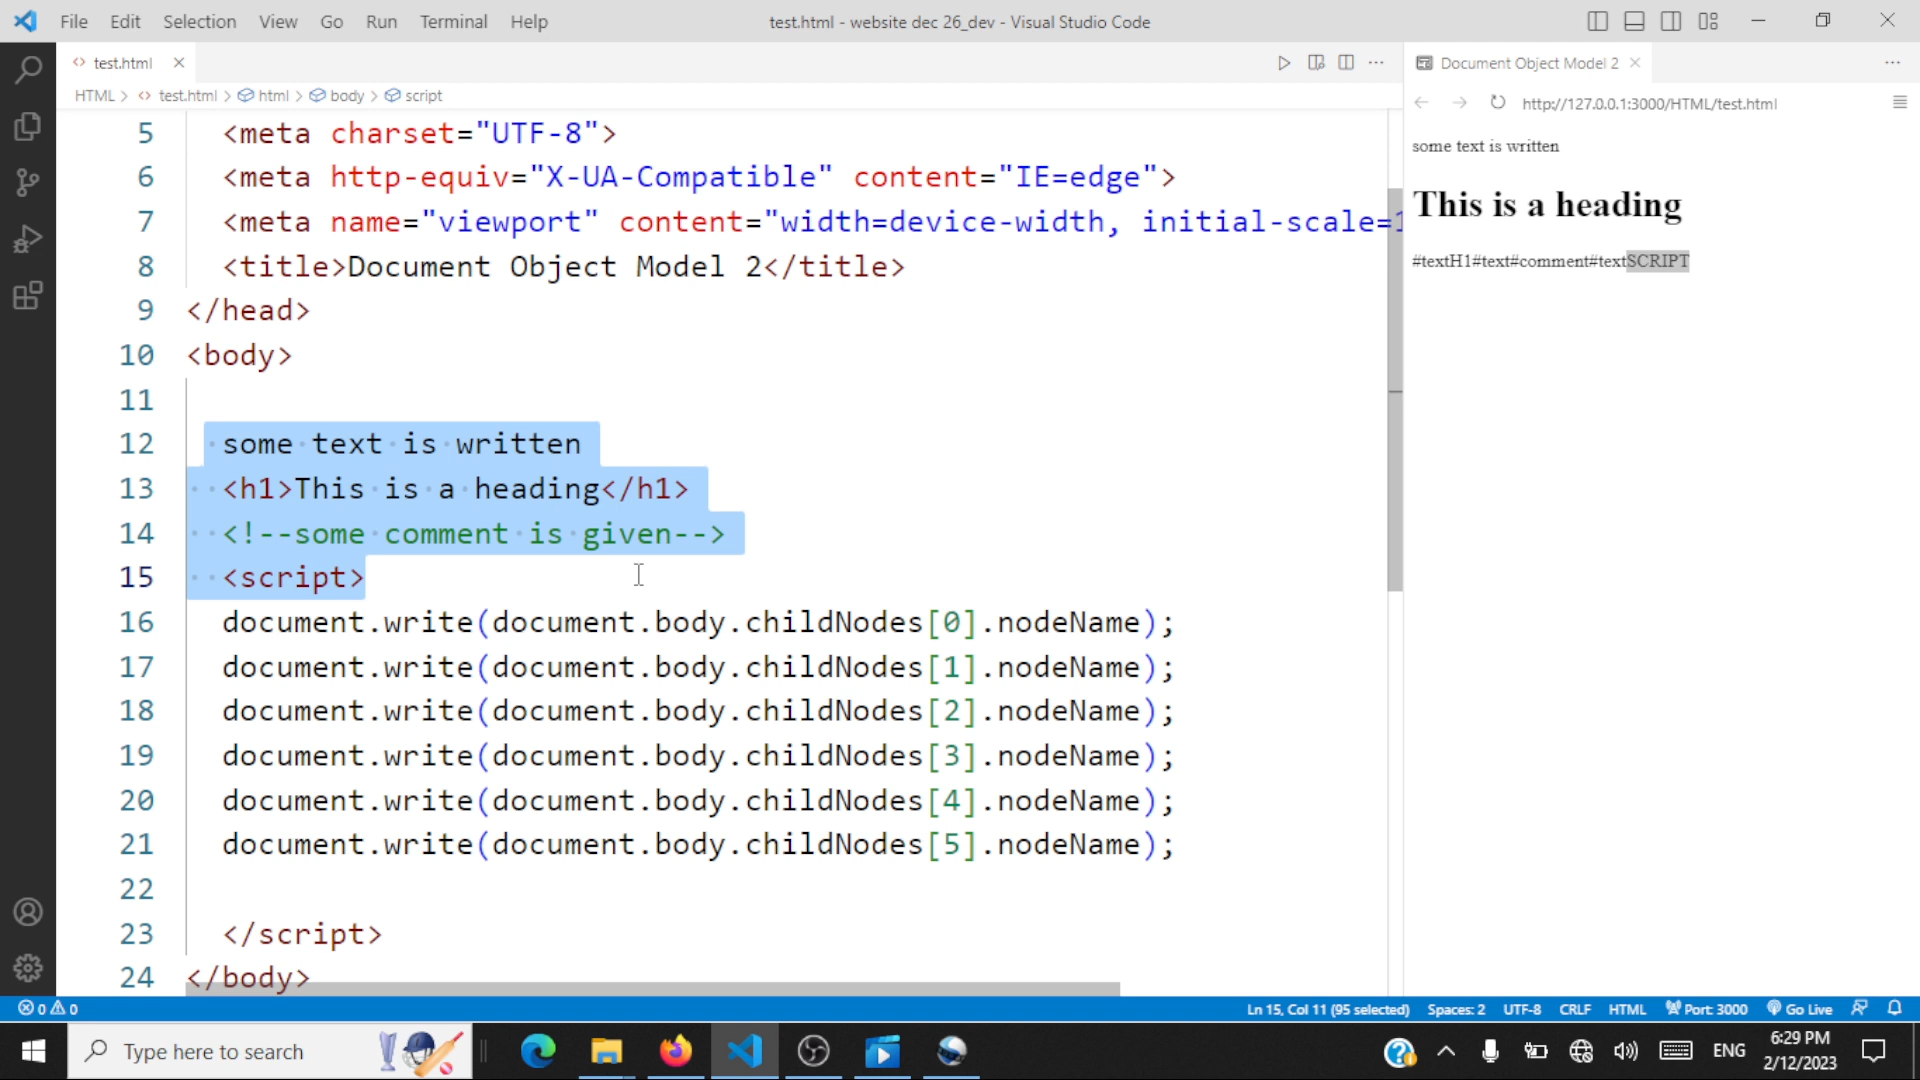 File Edit Selection View Go Run Terminal Help
test.html - website dec 26_dev - Visual Studio Code
test.html
Document Object Model 2
HTML > test.html > html > body > script
http://127.0.0.1:3000/HTML/test.html
5 <meta charset="UTF-8">
6 <meta http-equiv="X-UA-Compatible" content="IE=edge">
7 <meta name="viewport" content="width=device-width, initial-scale=1
8 <title>Document Object Model 2</title>
9 </head>
10 <body>
11
12 some text is written
13 <h1>This is a heading</h1>
14 <!--some comment is given-->
15 <script>
16 document.write(document.body.childNodes[0].nodeName);
17 document.write(document.body.childNodes[1].nodeName);
18 document.write(document.body.childNodes[2].nodeName);
19 document.write(document.body.childNodes[3].nodeName);
20 document.write(document.body.childNodes[4].nodeName);
21 document.write(document.body.childNodes[5].nodeName);
22
23 </script>
24 </body>
some text is written
This is a heading
#textH1#text#comment#textSCRIPT
0 0
Ln 15, Col 11 (95 selected) Spaces: 2 UTF-8 CRLF HTML Port: 3000 Go Live
Type here to search
ENG
6:29 PM
2/12/2023